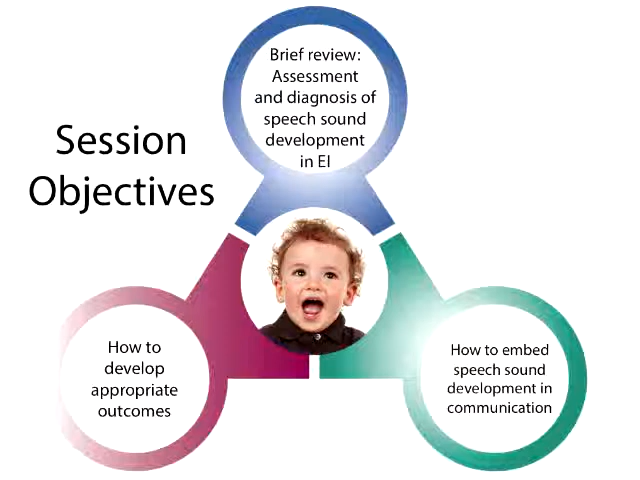 Session
Objectives
Brief review:
Assessment
and diagnosis of
speech sound
development
in EI
How to
develop
appropriate
outcomes
How to embed
speech sound
development in
communication